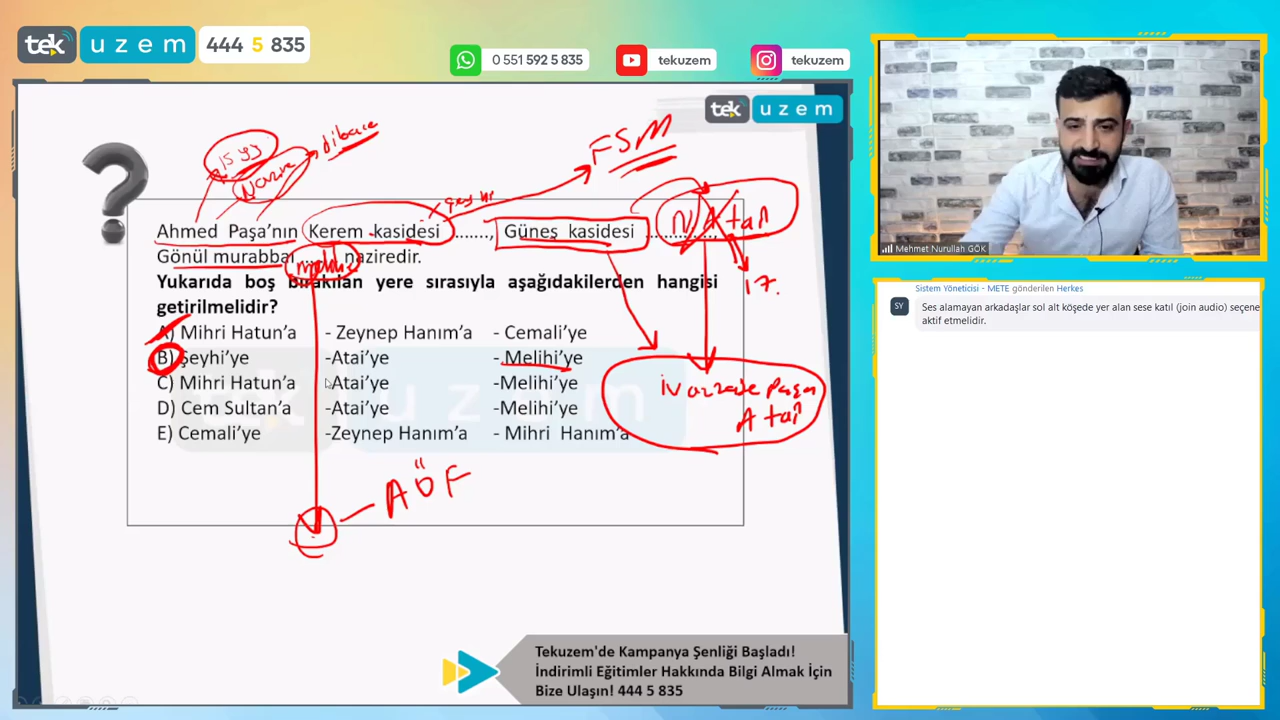 tek uzem 444 5 835
0 551 592 5 835
tekuzem
tekuzem
tek uzem
FSM
15. yy
Nazire
dibace
Ahmed Paşa'nın Kerem kasidesi ........, Güneş kasidesi
Atai
Gönül murabbaı naziredir.
melihi
17.
Yukarıda boş bırakılan yere sırasıyla aşağıdakilerden hangisi
getirilmelidir?
A) Mihri Hatun'a - Zeynep Hanım'a - Cemali'ye
B) Şeyhi'ye -Atai'ye - Melihi'ye
C) Mihri Hatun'a -Atai'ye -Melihi'ye
D) Cem Sultan'a -Atai'ye -Melihi'ye
E) Cemali'ye -Zeynep Hanım'a - Mihri Hanım'a
Paşa
Atai
AÖF
Tekuzem'de Kampanya Şenliği Başladı!
İndirimli Eğitimler Hakkında Bilgi Almak İçin
Bize Ulaşın! 444 5 835
Mehmet Nurullah GÖK
Sistem Yöneticisi - METE gönderilen Herkes
SY
Ses alamayan arkadaşlar sol alt köşede yer alan sese katıl (join audio) seçene
aktif etmelidir.